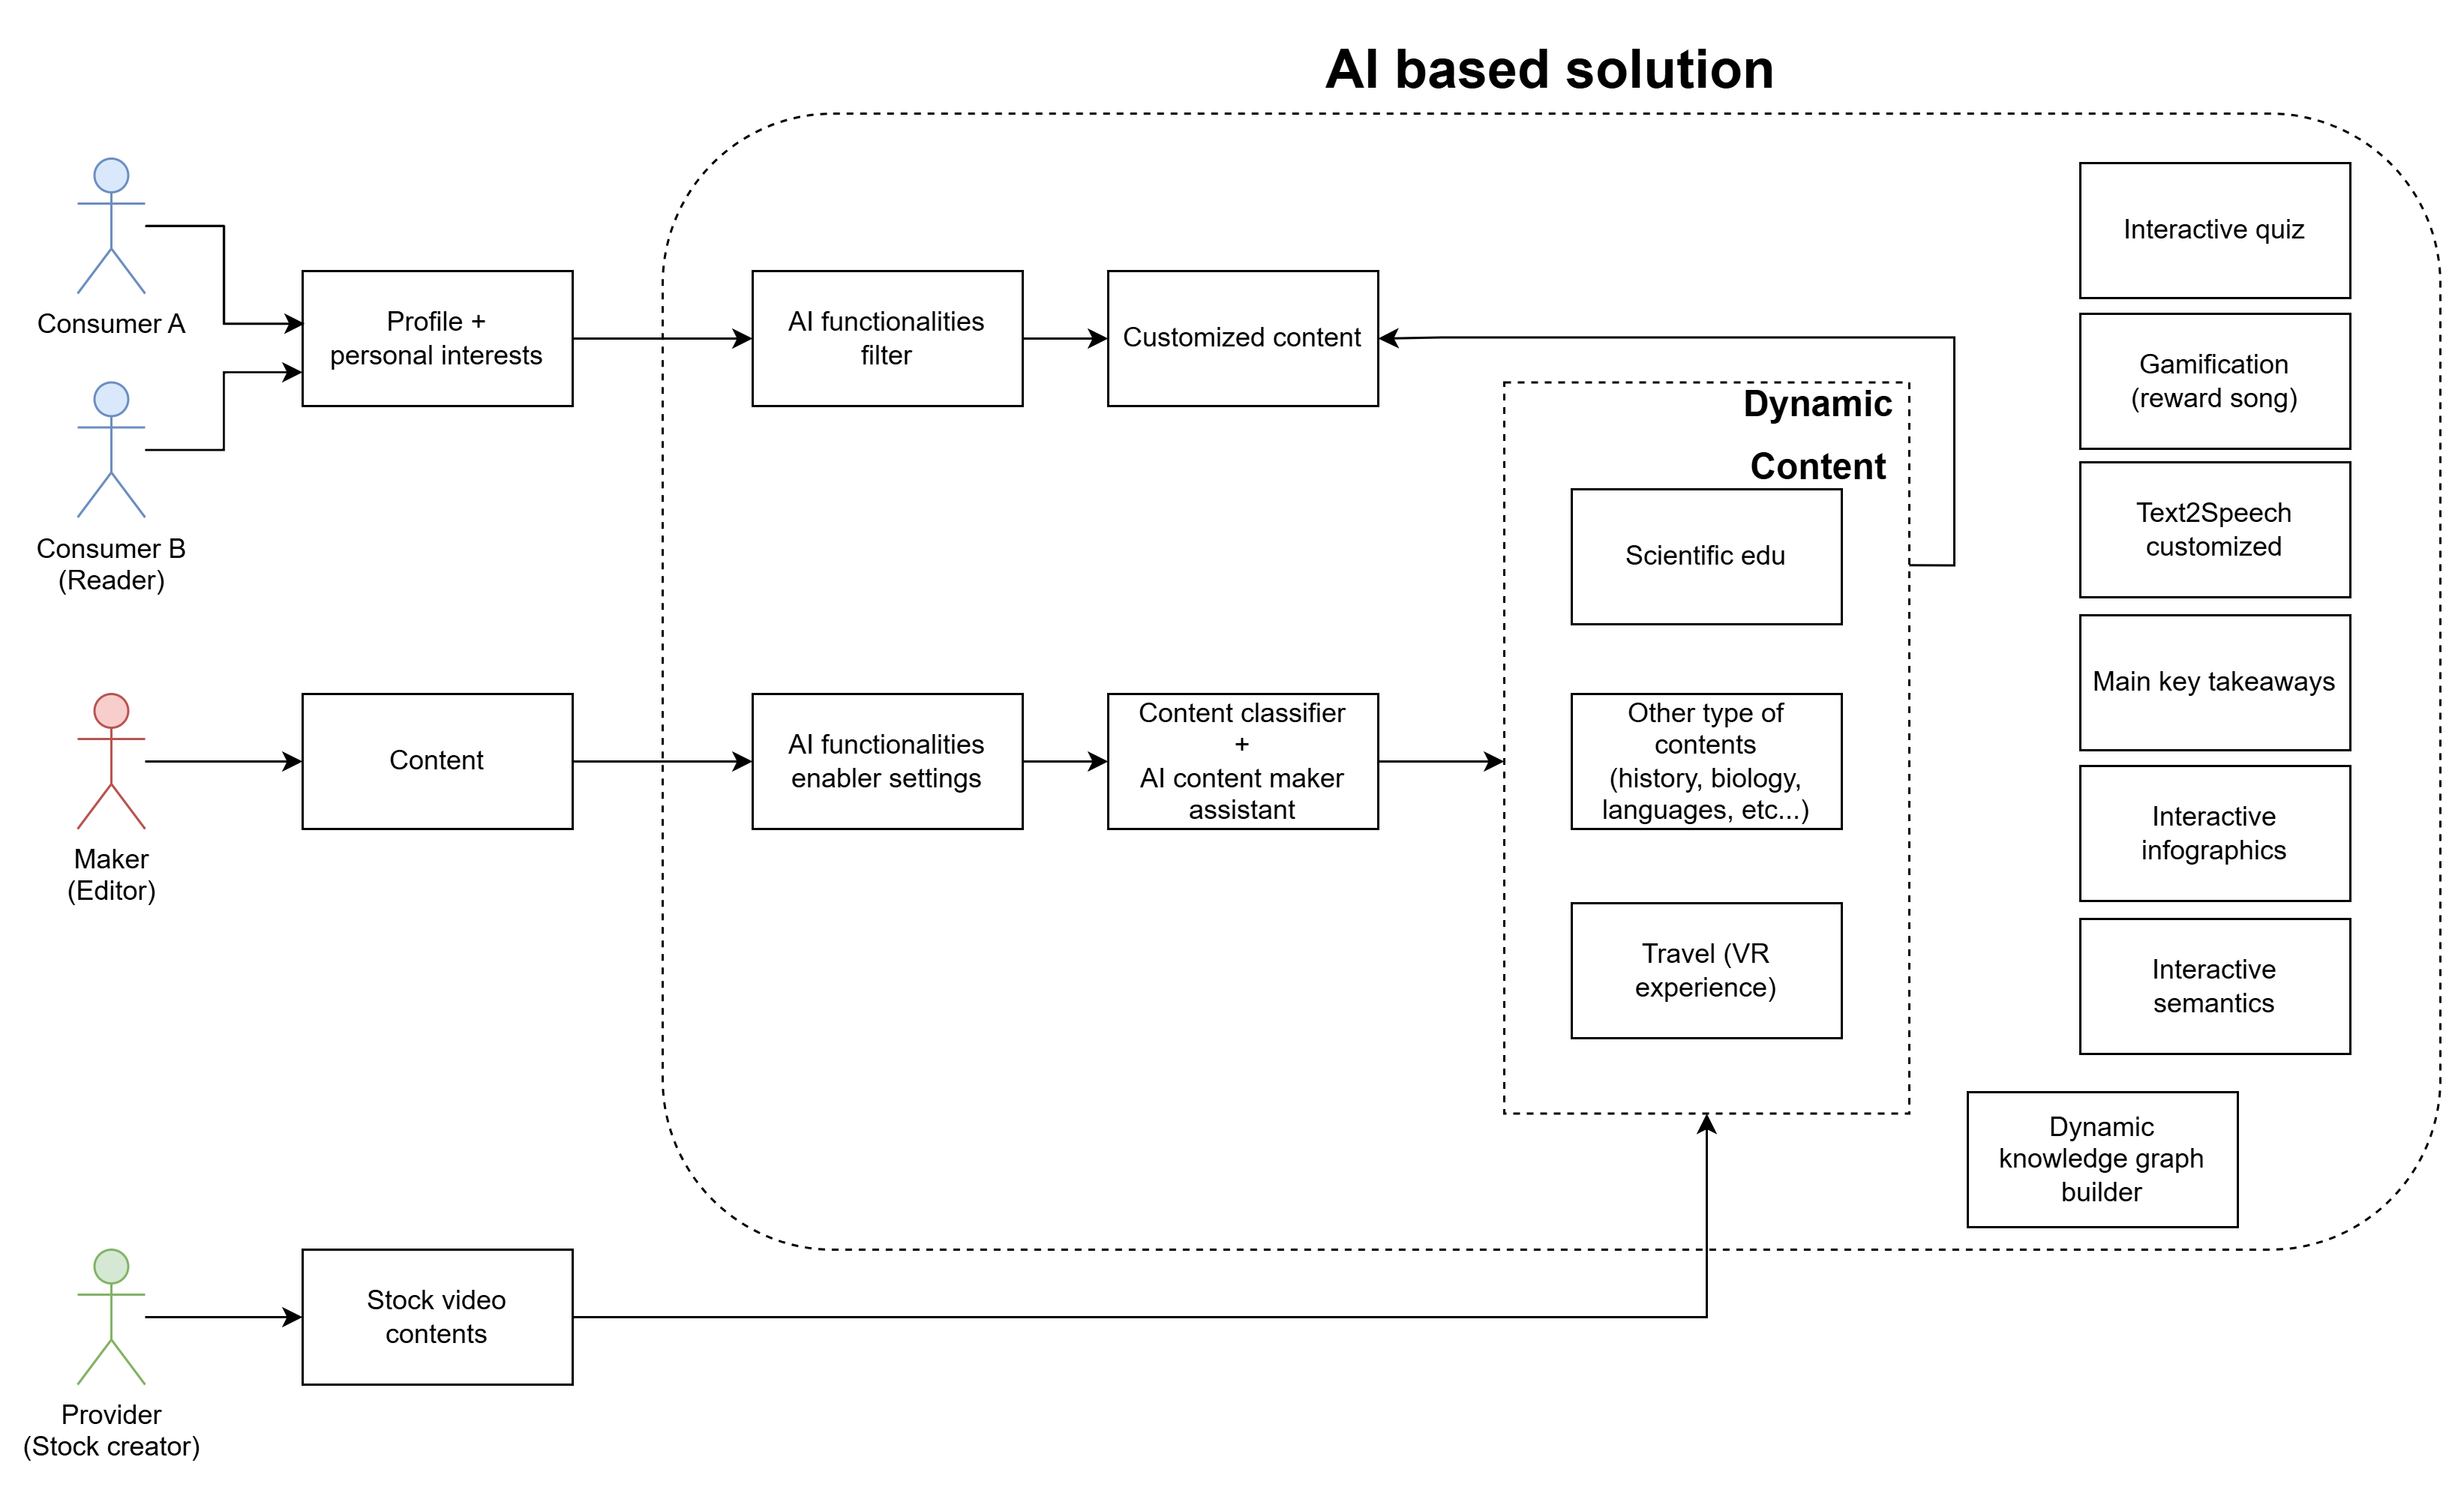 AI based solution
Consumer A
Consumer B
(Reader)
Profile +
personal interests
AI functionalities
filter
Customized content
Maker
(Editor)
Content
AI functionalities
enabler settings
Content classifier
+
AI content maker
assistant
Dynamic
Content
Scientific edu
Other type of
contents
(history, biology,
languages, etc...)
Travel (VR
experience)
Interactive quiz
Gamification
(reward song)
Text2Speech
customized
Main key takeaways
Interactive
infographics
Interactive
semantics
Dynamic
knowledge graph
builder
Provider
(Stock creator)
Stock video
contents